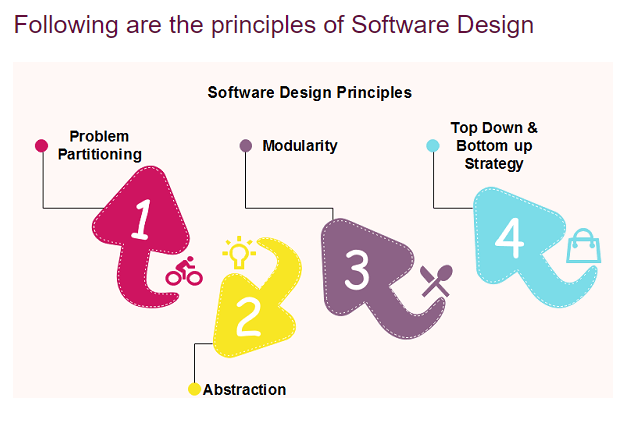 Following are the principles of Software Design
Software Design Principles
Problem
Partitioning
Modularity
Top Down &
Bottom up
Strategy
1
2
3
4
Abstraction